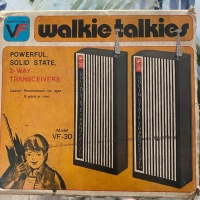 VF
walkie talkies
POWERFUL,
SOLID STATE,
2-WAY
TRANSCEIVERS
Model
VF-30